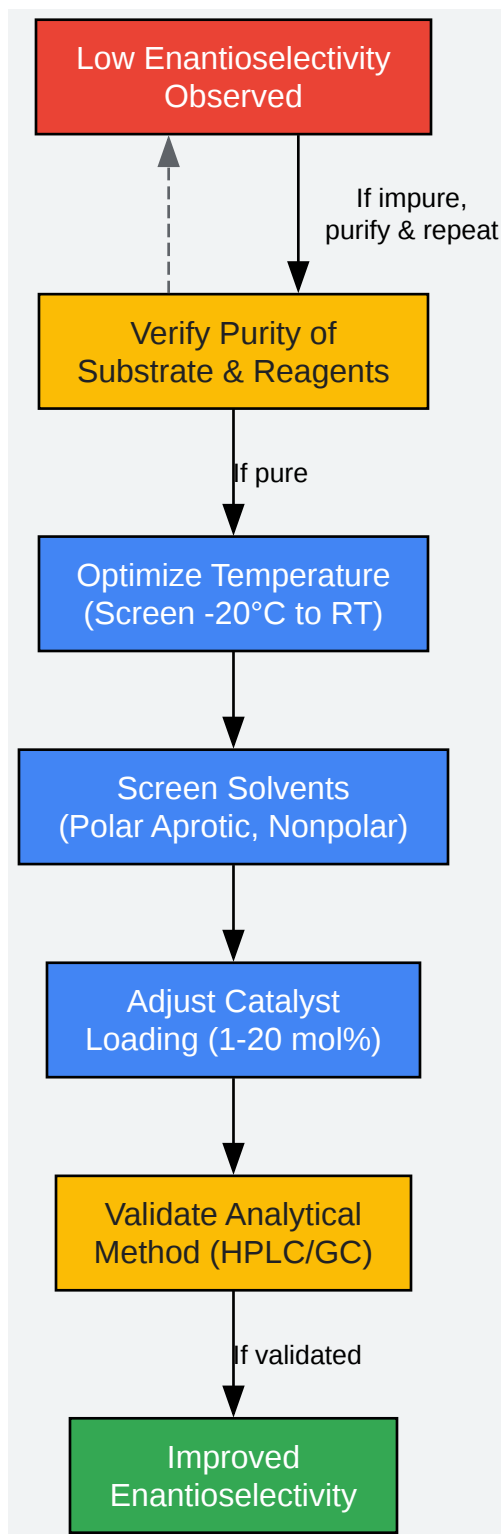 Low Enantioselectivity
Observed
If impure,
purify & repeat
Verify Purity of
Substrate & Reagents
If pure
Optimize Temperature
(Screen -20°C to RT)
Screen Solvents
(Polar Aprotic, Nonpolar)
Adjust Catalyst
Loading (1-20 mol%)
Validate Analytical
Method (HPLC/GC)
If validated
Improved
Enantioselectivity